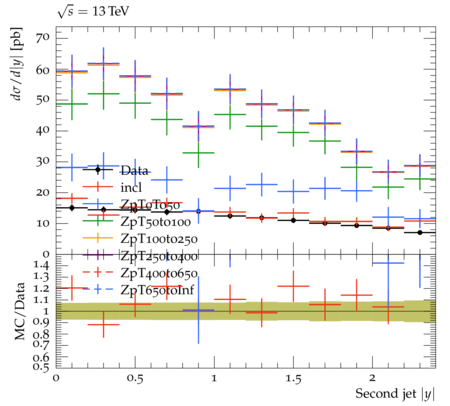 √s = 13 TeV
dσ/d|y| [pb]
70
60
50
40
30
20
10
Data
incl
ZpT0To50
ZpT50to100
ZpT100to250
ZpT250to400
ZpT400to650
ZpT650toInf
MC/Data
1.4
1.3
1.2
1.1
1
0.9
0.8
0.7
0.6
0.5
0 0.5 1 1.5 2
Second jet |y|